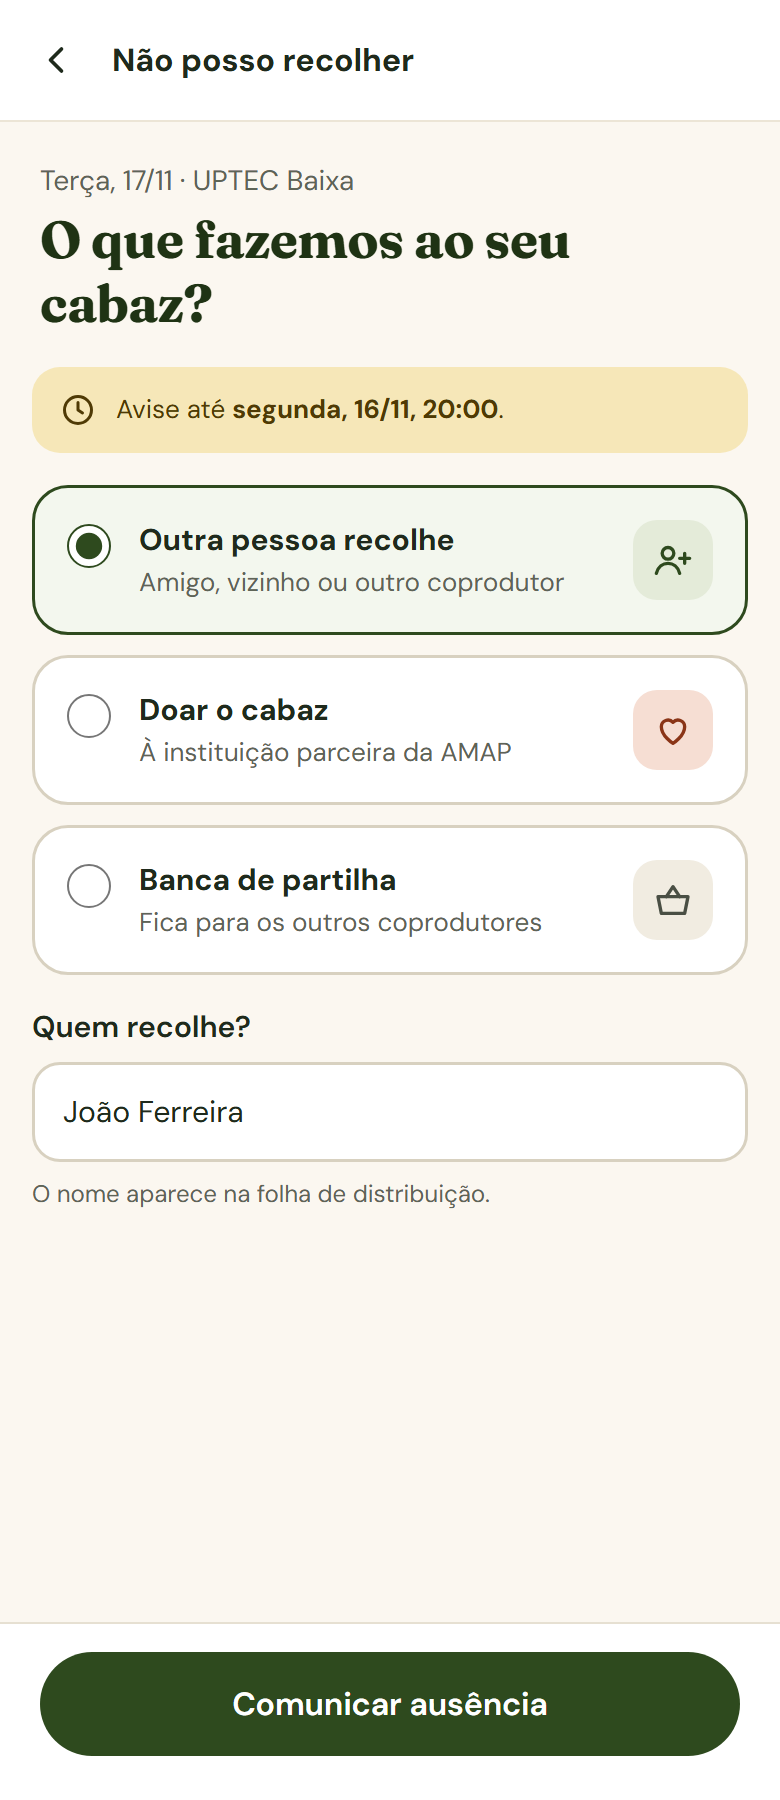 Não posso recolher
Terça, 17/11 · UPTEC Baixa
O que fazemos ao seu
cabaz?
Avise até segunda, 16/11, 20:00.
Outra pessoa recolhe
Amigo, vizinho ou outro coprodutor
Doar o cabaz
À instituição parceira da AMAP
Banca de partilha
Fica para os outros coprodutores
Quem recolhe?
João Ferreira
O nome aparece na folha de distribuição.
Comunicar ausência